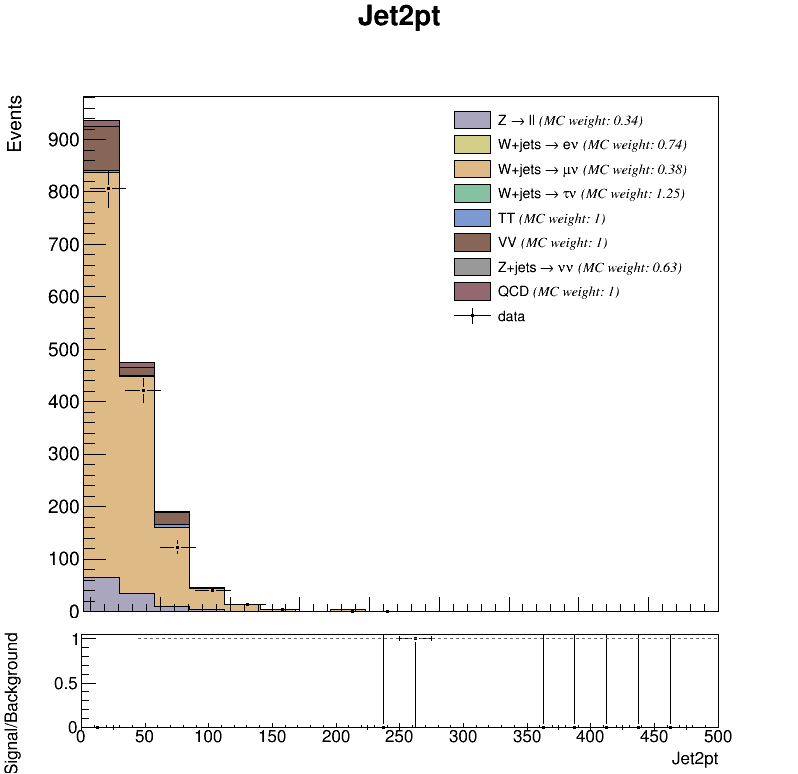 Jet2pt
Events
900
800
700
600
500
400
300
200
100
0
Z → ll (MC weight: 0.34)
W+jets → eν (MC weight: 0.74)
W+jets → μν (MC weight: 0.38)
W+jets → τν (MC weight: 1.25)
TT (MC weight: 1)
VV (MC weight: 1)
Z+jets → νν (MC weight: 0.63)
QCD (MC weight: 1)
data
Signal/Background
1
0.5
0
0 50 100 150 200 250 300 350 400 450 500
Jet2pt